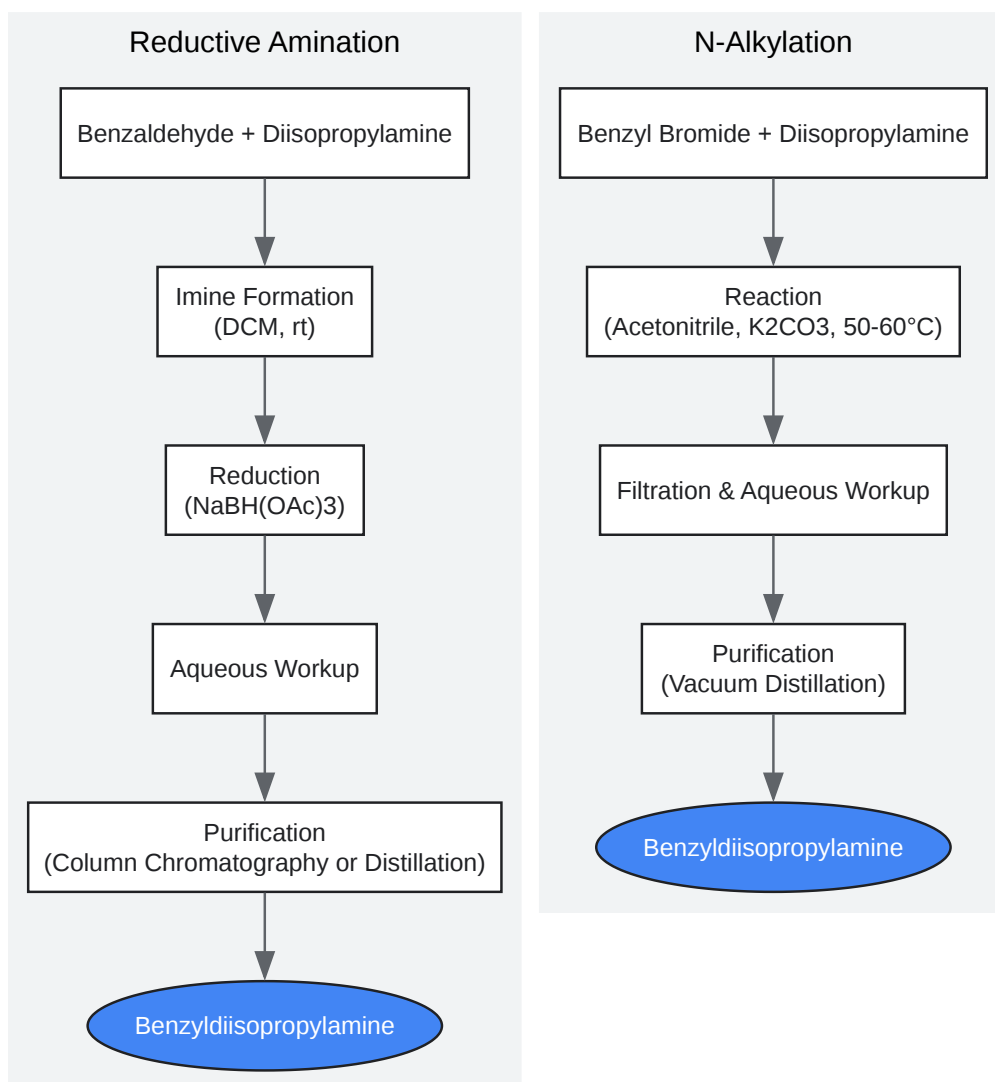 Reductive Amination
Benzaldehyde + Diisopropylamine
Imine Formation
(DCM, rt)
Reduction
(NaBH(OAc)3)
Aqueous Workup
Purification
(Column Chromatography or Distillation)
Benzyldiisopropylamine
N-Alkylation
Benzyl Bromide + Diisopropylamine
Reaction
(Acetonitrile, K2CO3, 50-60°C)
Filtration & Aqueous Workup
Purification
(Vacuum Distillation)
Benzyldiisopropylamine